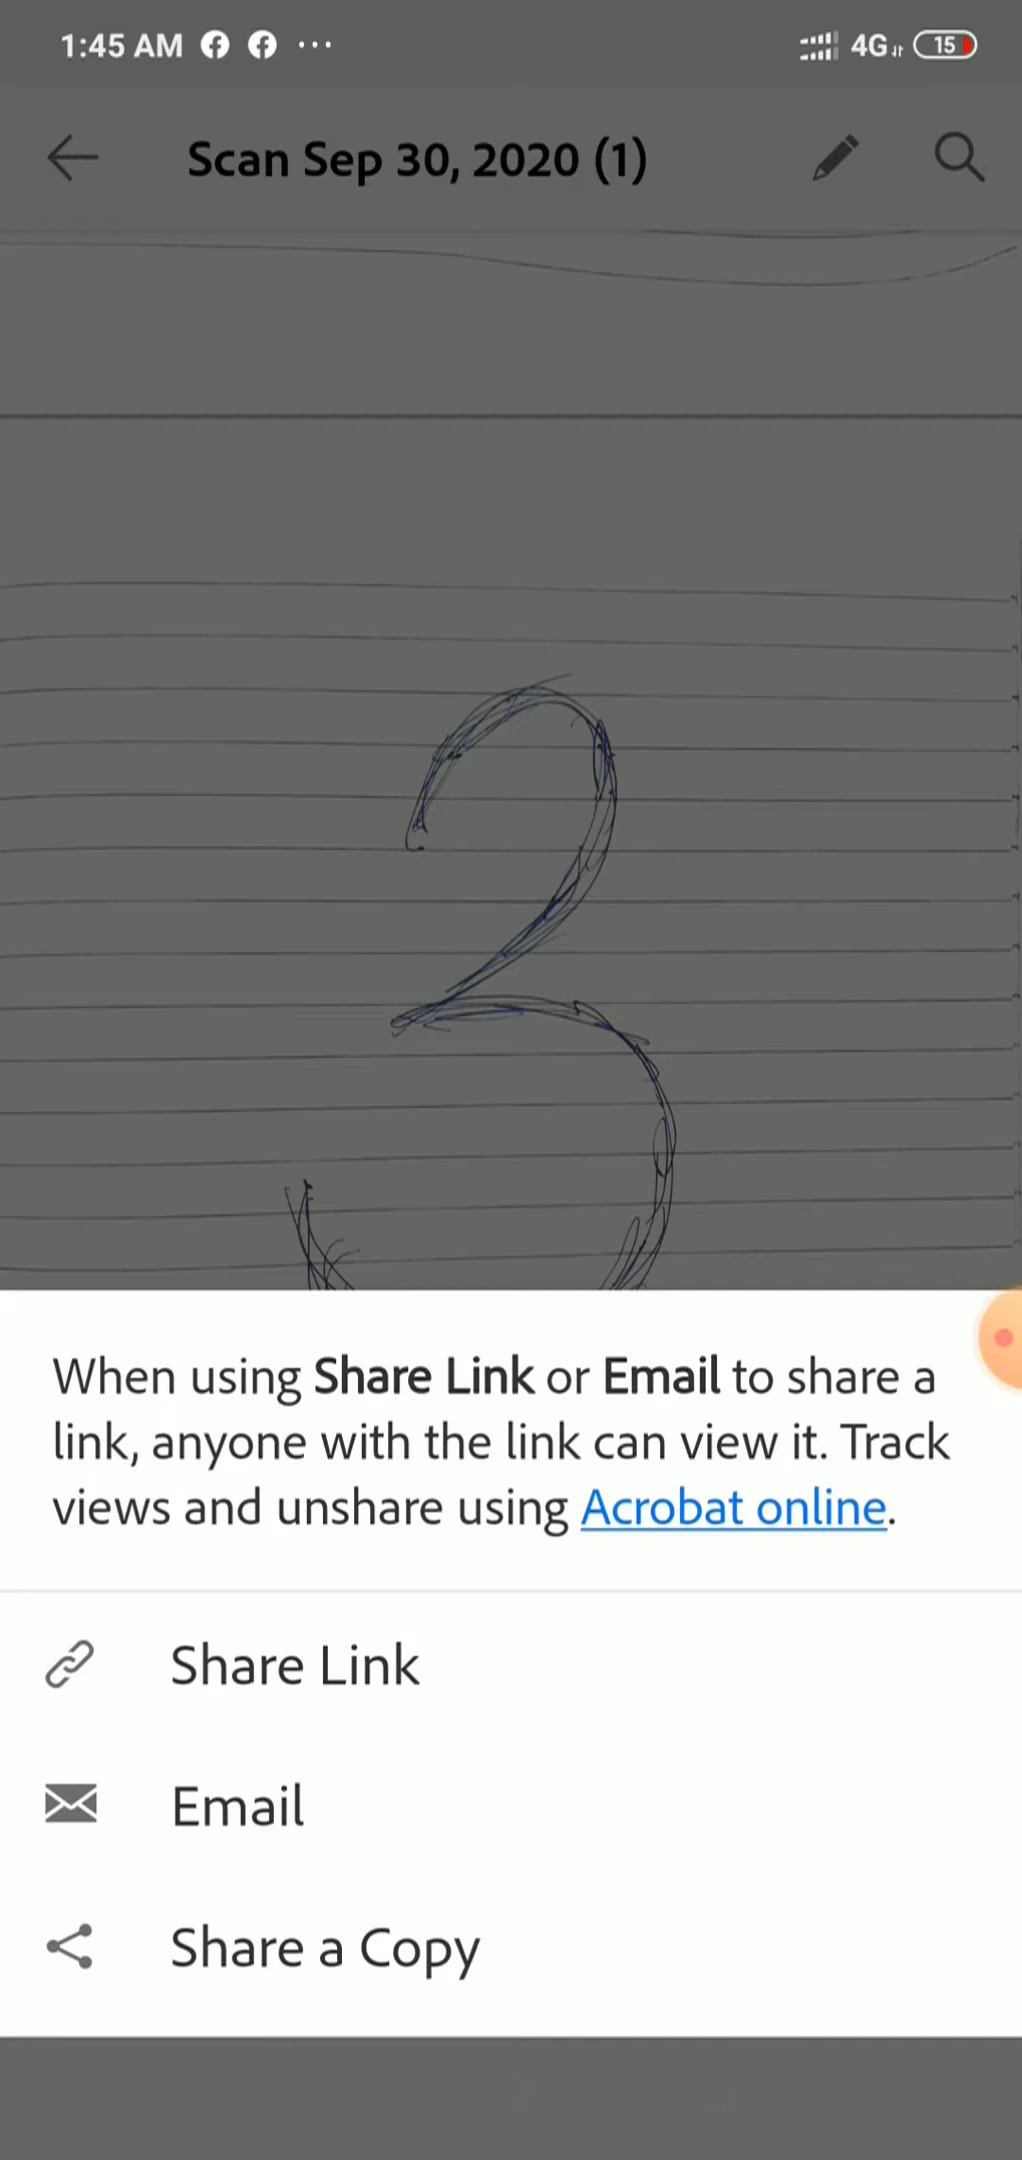 1:45 AM ... 4G 15
Scan Sep 30, 2020 (1)
3
When using Share Link or Email to share a
link, anyone with the link can view it. Track
views and unshare using Acrobat online.
Share Link
Email
Share a Copy